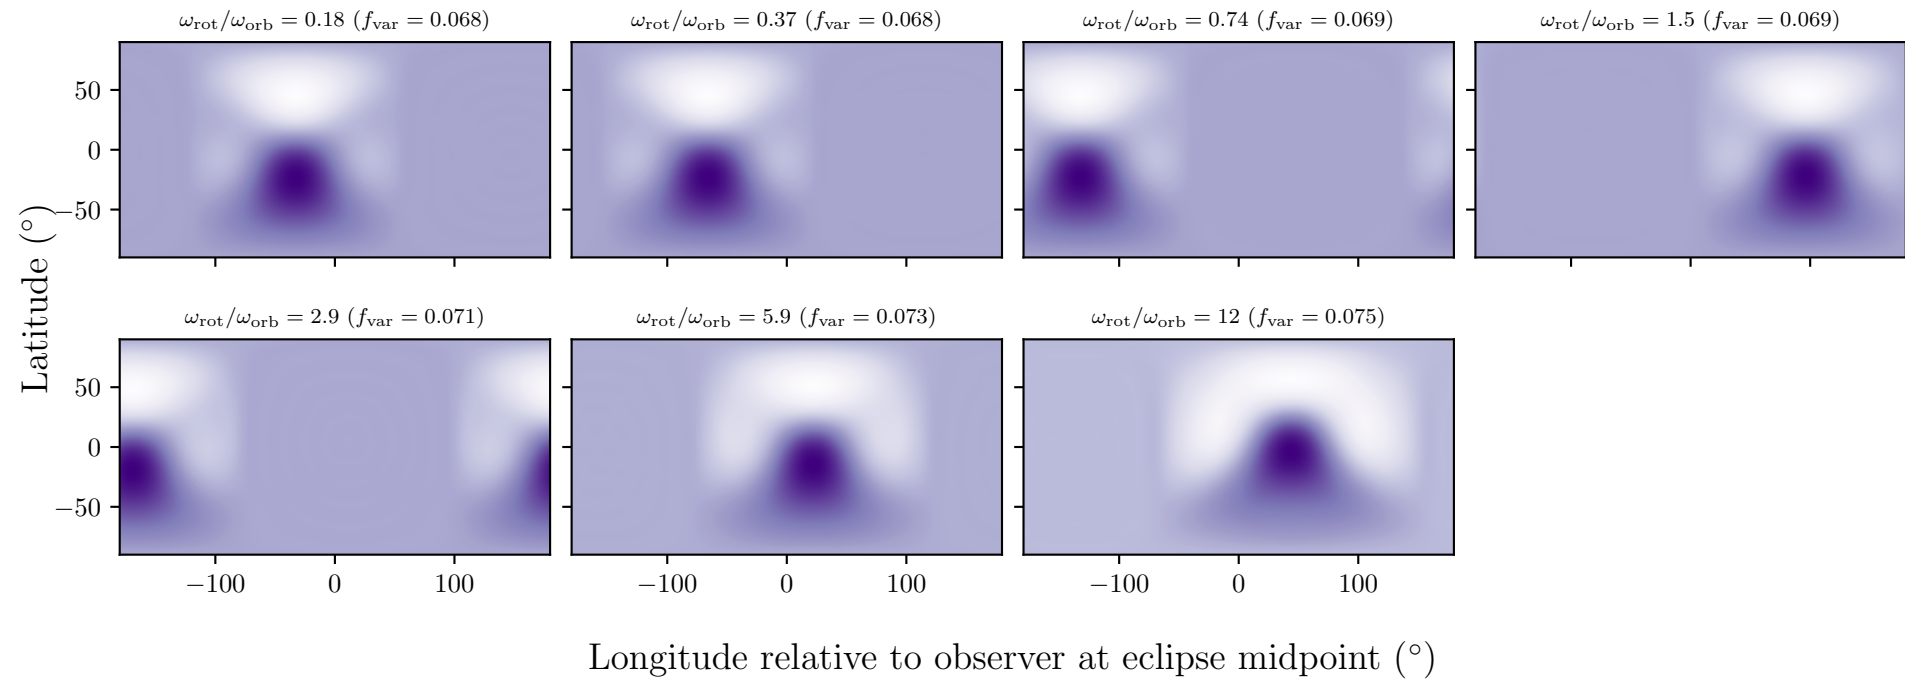 ω_rot/ω_orb = 0.18 (f_var = 0.068)
ω_rot/ω_orb = 0.37 (f_var = 0.068)
ω_rot/ω_orb = 0.74 (f_var = 0.069)
ω_rot/ω_orb = 1.5 (f_var = 0.069)
50
0
−50
ω_rot/ω_orb = 2.9 (f_var = 0.071)
ω_rot/ω_orb = 5.9 (f_var = 0.073)
ω_rot/ω_orb = 12 (f_var = 0.075)
50
0
−50
−100 0 100
−100 0 100
−100 0 100
Latitude (°)
Longitude relative to observer at eclipse midpoint (°)